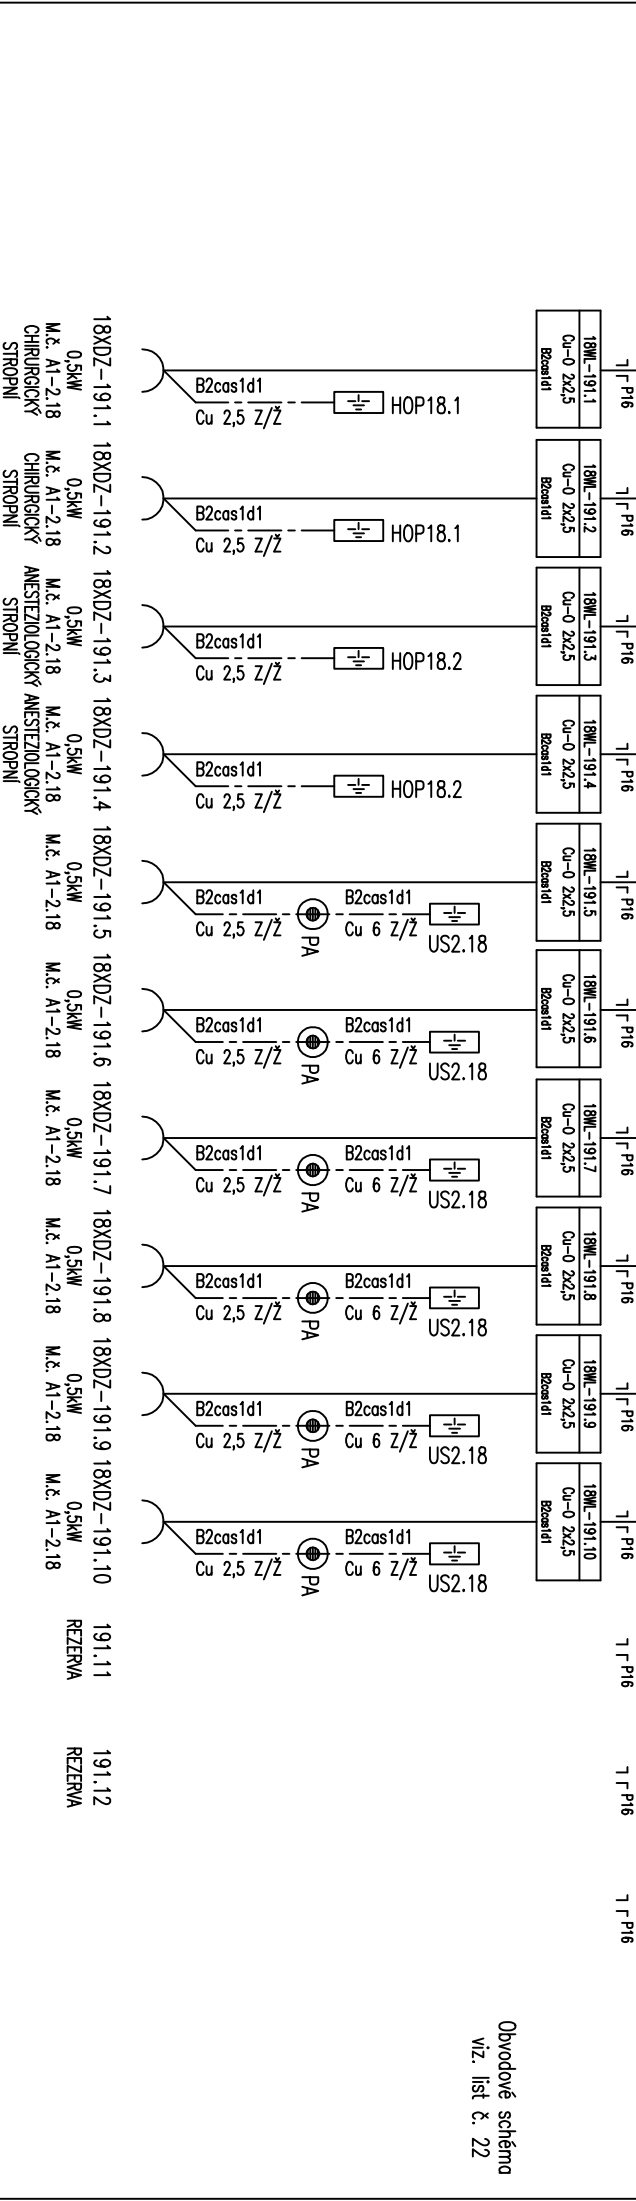 P16
18WL-191.1
Cu-O 2x2,5
B2cas1d1
B2cas1d1
Cu 2,5 Z/Ž
HOP18.1
18XDZ-191.1
0,5kW
M.č. A1-2.18
CHIRURGICKÝ
STROPNÍ
P16
18WL-191.2
Cu-O 2x2,5
B2cas1d1
B2cas1d1
Cu 2,5 Z/Ž
HOP18.1
18XDZ-191.2
0,5kW
M.č. A1-2.18
CHIRURGICKÝ
STROPNÍ
P16
18WL-191.3
Cu-O 2x2,5
B2cas1d1
B2cas1d1
Cu 2,5 Z/Ž
HOP18.2
18XDZ-191.3
0,5kW
M.č. A1-2.18
ANESTEZIOLOGICKÝ
STROPNÍ
P16
18WL-191.4
Cu-O 2x2,5
B2cas1d1
B2cas1d1
Cu 2,5 Z/Ž
HOP18.2
18XDZ-191.4
0,5kW
M.č. A1-2.18
ANESTEZIOLOGICKÝ
STROPNÍ
P16
18WL-191.5
Cu-O 2x2,5
B2cas1d1
B2cas1d1
Cu 2,5 Z/Ž
PA
B2cas1d1
Cu 6 Z/Ž
US2.18
18XDZ-191.5
0,5kW
M.č. A1-2.18
P16
18WL-191.6
Cu-O 2x2,5
B2cas1d1
B2cas1d1
Cu 2,5 Z/Ž
PA
B2cas1d1
Cu 6 Z/Ž
US2.18
18XDZ-191.6
0,5kW
M.č. A1-2.18
P16
18WL-191.7
Cu-O 2x2,5
B2cas1d1
B2cas1d1
Cu 2,5 Z/Ž
PA
B2cas1d1
Cu 6 Z/Ž
US2.18
18XDZ-191.7
0,5kW
M.č. A1-2.18
P16
18WL-191.8
Cu-O 2x2,5
B2cas1d1
B2cas1d1
Cu 2,5 Z/Ž
PA
B2cas1d1
Cu 6 Z/Ž
US2.18
18XDZ-191.8
0,5kW
M.č. A1-2.18
P16
18WL-191.9
Cu-O 2x2,5
B2cas1d1
B2cas1d1
Cu 2,5 Z/Ž
PA
B2cas1d1
Cu 6 Z/Ž
US2.18
18XDZ-191.9
0,5kW
M.č. A1-2.18
P16
18WL-191.10
Cu-O 2x2,5
B2cas1d1
B2cas1d1
Cu 2,5 Z/Ž
PA
B2cas1d1
Cu 6 Z/Ž
US2.18
18XDZ-191.10
0,5kW
M.č. A1-2.18
P16
191.11
REZERVA
P16
191.12
REZERVA
P16
Obvodové schéma
viz. list č. 22